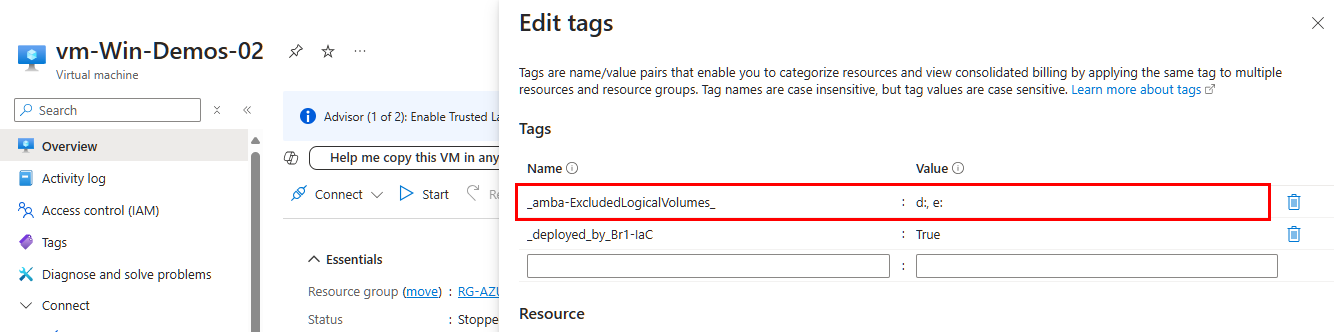 vm-Win-Demos-02
Virtual machine
Search
Overview
Activity log
Access control (IAM)
Tags
Diagnose and solve problems
Connect
Advisor (1 of 2): Enable Trusted La
Help me copy this VM in any
Connect
Start
Re
Essentials
Resource group (move) : RG-AZU
Status : Stoppe
Edit tags
Tags are name/value pairs that enable you to categorize resources and view consolidated billing by applying the same tag to multiple
resources and resource groups. Tag names are case insensitive, but tag values are case sensitive. Learn more about tags
Tags
Name Value
_amba-ExcludedLogicalVolumes_ : d:, e:
_deployed_by_Br1-IaC : True
:
Resource